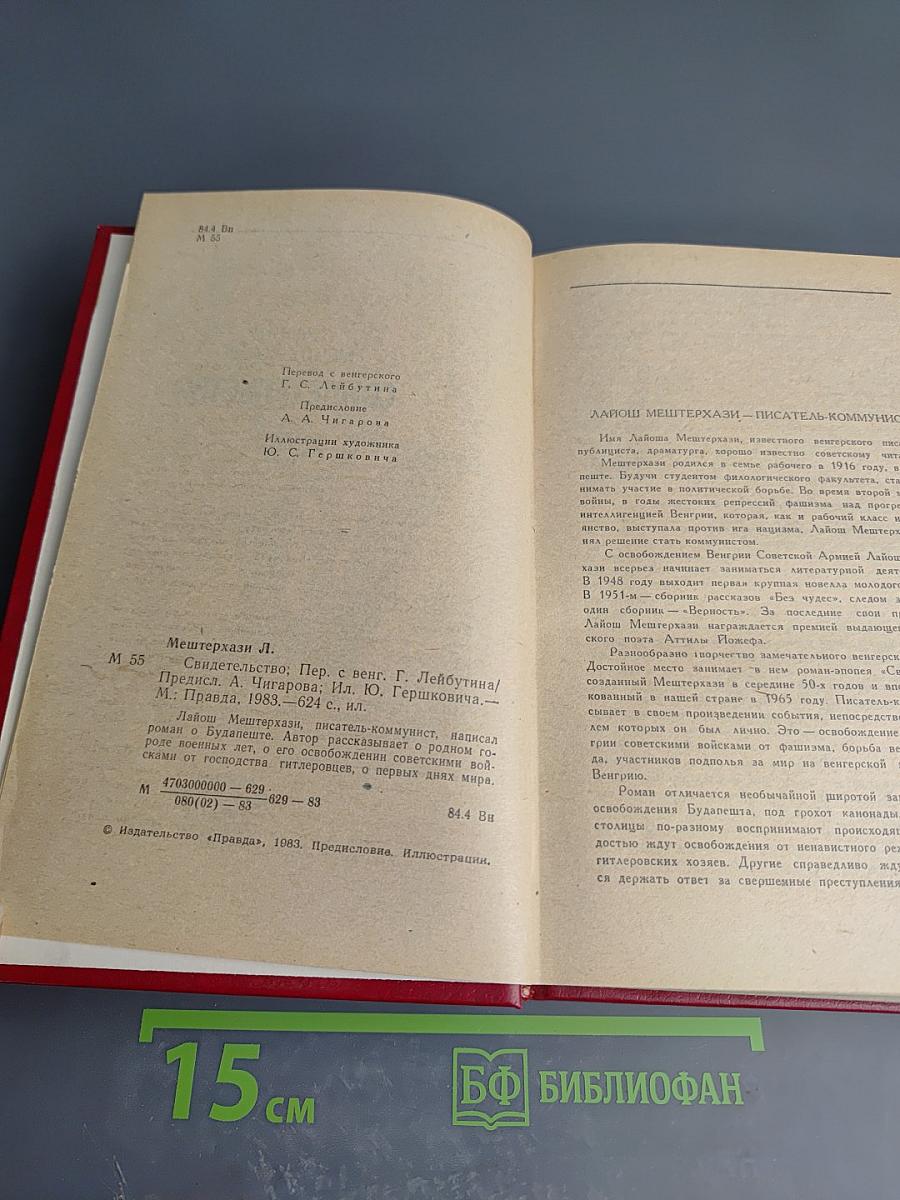 84.4 Вн
М 55
Перевод с венгерского
Г. С. Лейбутина
Предисловие
А. А. Чигарова
Иллюстрации художника
Ю. С. Гершковича
Мештерхази Л.
М 55 Свидетельство; Пер. с венг. Г. Лейбутина/
Предисл. А. Чигарова; Ил. Ю. Гершковича.—
М.: Правда, 1983.—624 с., ил.
Лайош Мештерхази, писатель-коммунист, написал
роман о Будапеште. Автор рассказывает о родном го-
роде военных лет, о его освобождении советскими вой-
сками от господства гитлеровцев, о первых днях мира.
М 4703000000 — 629
080(02) — 83 629 — 83
84.4 Вн
© Издательство «Правда», 1983. Предисловие. Иллюстрации.
ЛАЙОШ МЕШТЕРХАЗИ — ПИСАТЕЛЬ-КОММУНИС
Имя Лайоша Мештерхази, известного венгерского писа
публициста, драматурга, хорошо известно советскому чита
Мештерхази родился в семье рабочего в 1916 году, в
пеште. Будучи студентом филологического факультета, ста
нимать участие в политической борьбе. Во время второй м
войны, в годы жестоких репрессий фашизма над прогре
интеллигенцией Венгрии, которая, как и рабочий класс и
янство, выступала против ига нацизма, Лайош Мештерх
нял решение стать коммунистом.
С освобождением Венгрии Советской Армией Лайош
хази всерьез начинает заниматься литературной деят
В 1948 году выходит первая крупная новелла молодого
В 1951-м — сборник рассказов «Без чудес», следом з
один сборник — «Верность». За последние свои п
Лайош Мештерхази награждается премией выдающег
ского поэта Аттилы Йожефа.
Разнообразно творчество замечательного венгерск
Достойное место занимает в нем роман-эпопея «Св
созданный Мештерхази в середине 50-х годов и впе
кованный в нашей стране в 1965 году. Писатель-к
сывает в своем произведении события, непосредстве
лем которых он был лично. Это — освобождение
грии советскими войсками от фашизма, борьба ве
да, участников подполья за мир на венгерской з
Венгрию.
Роман отличается необычайной широтой за
освобождения Будапешта, под грохот канонады
столицы по-разному воспринимают происходящ
достью ждут освобождения от ненавистного реж
гитлеровских хозяев. Другие справедливо жду
ся держать ответ за свершенные преступления
15 см
БФ БИБЛИОФАН